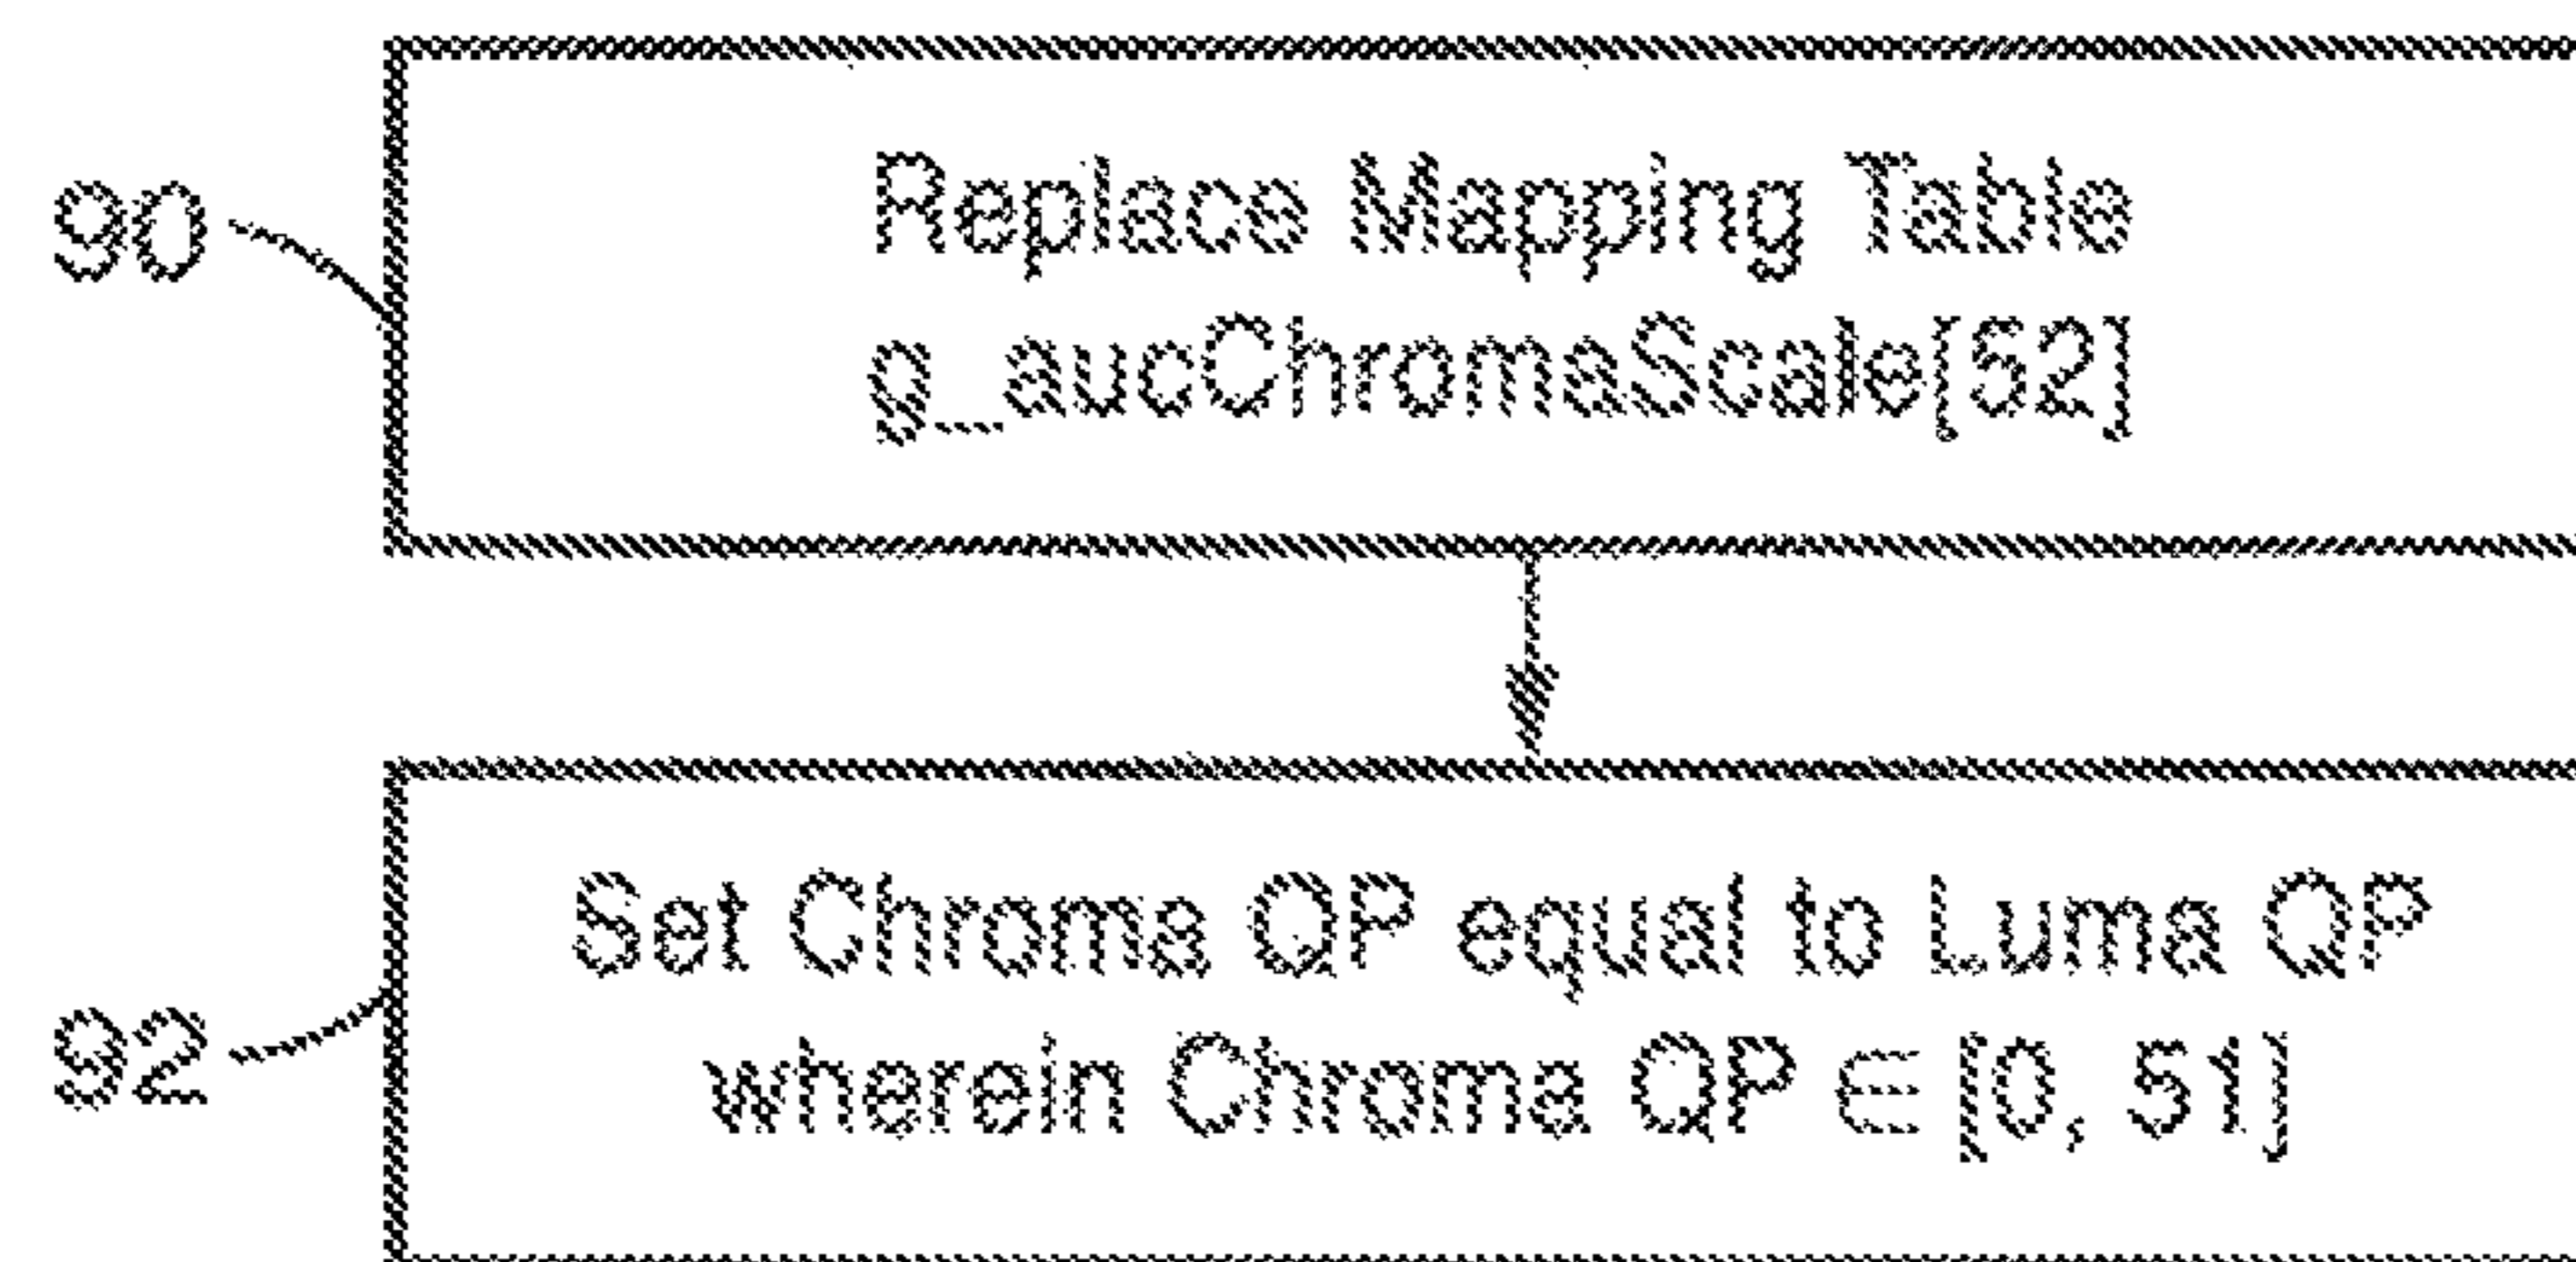 90
Replace Mapping Table
g_aucChromaScale[52]
92
Set Chroma QP equal to Luma QP
wherein Chroma QP ∈ [0, 51]